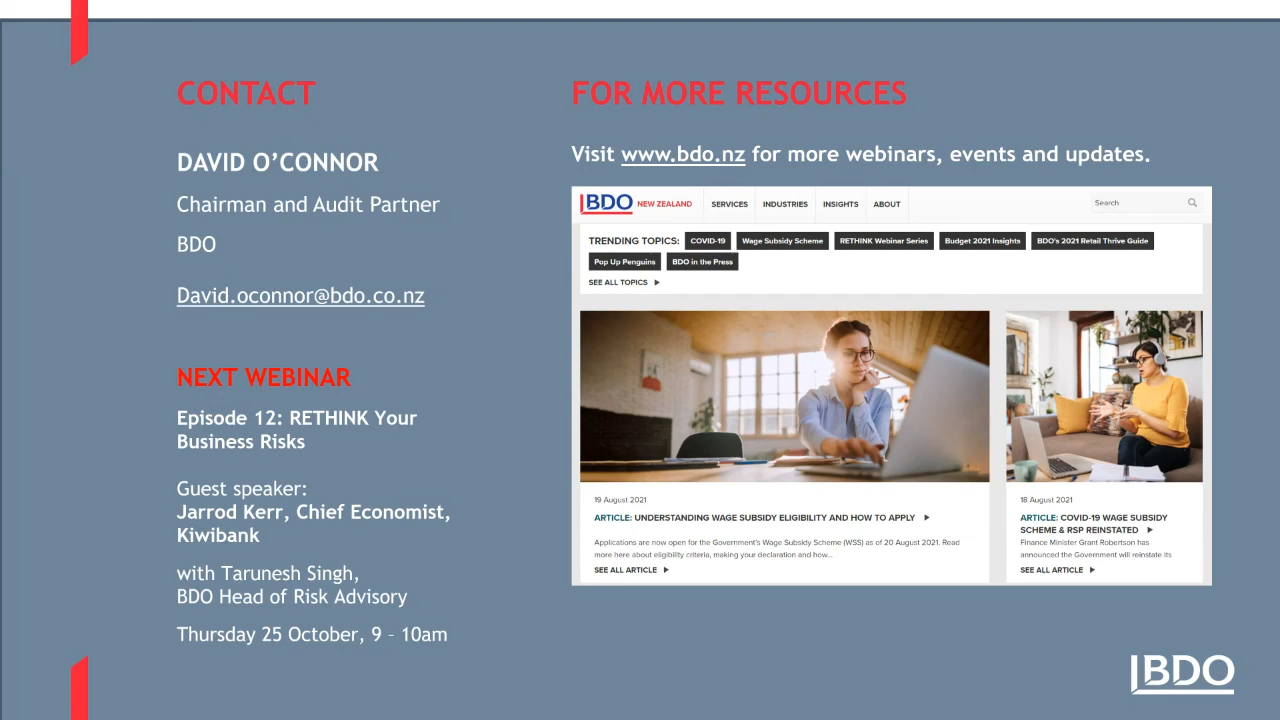 CONTACT
DAVID O’CONNOR
Chairman and Audit Partner
BDO
David.oconnor@bdo.co.nz
NEXT WEBINAR
Episode 12: RETHINK Your
Business Risks
Guest speaker:
Jarrod Kerr, Chief Economist,
Kiwibank
with Tarunesh Singh,
BDO Head of Risk Advisory
Thursday 25 October, 9 – 10am
FOR MORE RESOURCES
Visit www.bdo.nz for more webinars, events and updates.
BDO NEW ZEALAND SERVICES INDUSTRIES INSIGHTS ABOUT Search
TRENDING TOPICS: COVID-19 Wage Subsidy Scheme RETHINK Webinar Series Budget 2021 Insights BDO's 2021 Retail Thrive Guide
Pop Up Penguins BDO in the Press
SEE ALL TOPICS
19 August 2021
ARTICLE: UNDERSTANDING WAGE SUBSIDY ELIGIBILITY AND HOW TO APPLY
Applications are now open for the Government's Wage Subsidy Scheme (WSS) as of 20 August 2021. Read
more here about eligibility criteria, making your declaration and how...
SEE ALL ARTICLE
18 August 2021
ARTICLE: COVID-19 WAGE SUBSIDY
SCHEME & RSP REINSTATED
Finance Minister Grant Robertson has
announced the Government will reinstate its
SEE ALL ARTICLE
BDO